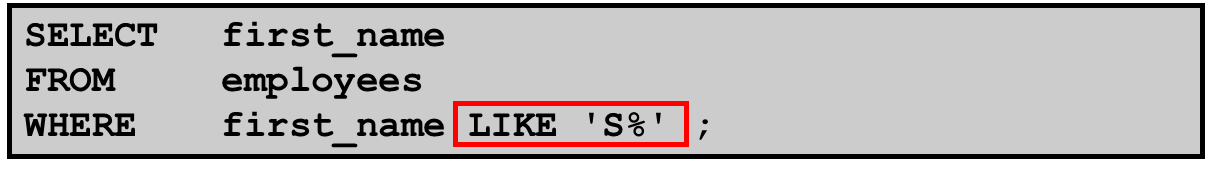 SELECT first_name
FROM employees
WHERE first_name LIKE 'S%' ;